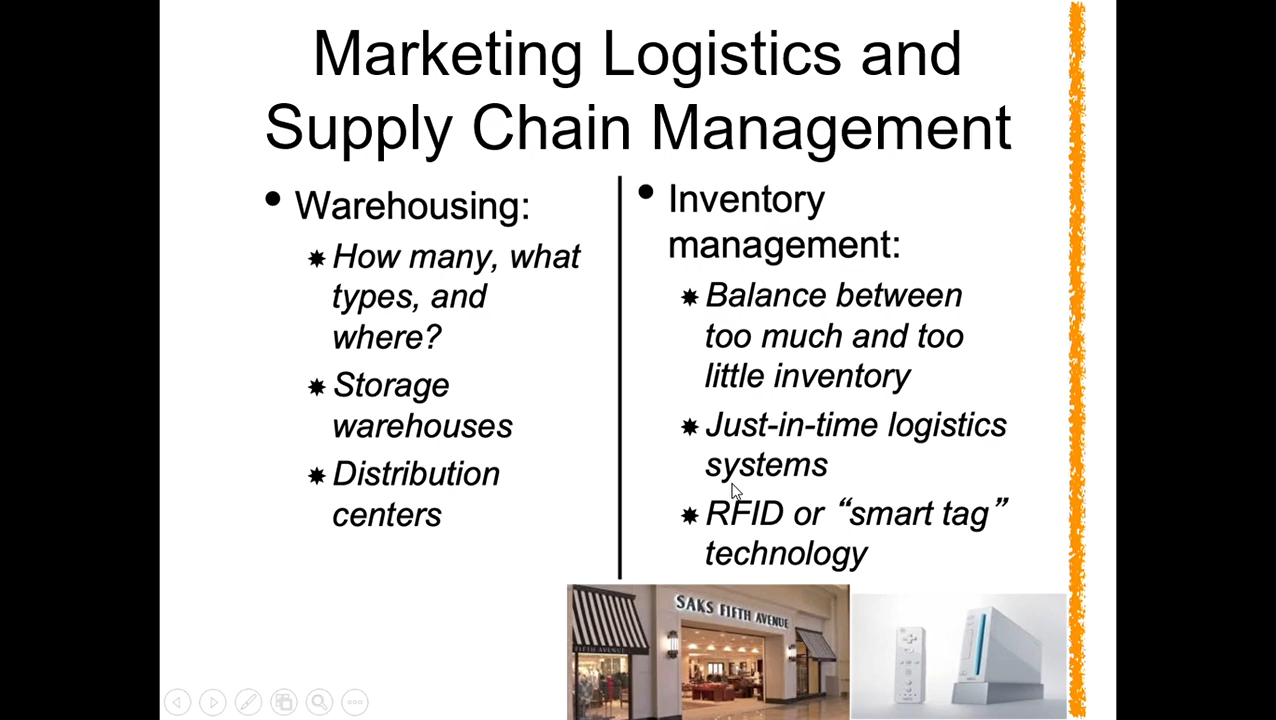 Marketing Logistics and
Supply Chain Management
• Warehousing:
✷ How many, what
types, and
where?
✷ Storage
warehouses
✷ Distribution
centers
• Inventory
management:
✷ Balance between
too much and too
little inventory
✷ Just-in-time logistics
systems
✷ RFID or “smart tag”
technology
SAKS FIFTH AVENUE
FIFTH AVENUE